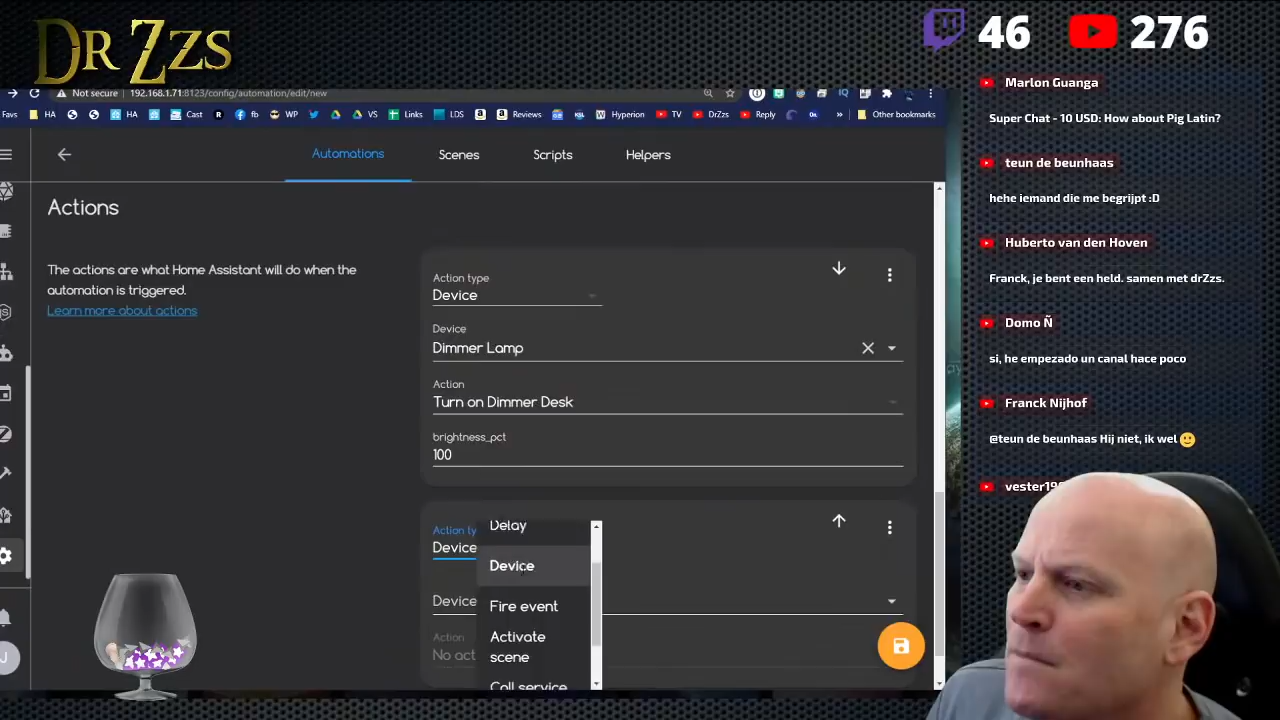 DR ZZS
46
276
Not secure | 192.168.1.71:8123/config/automation/edit/new
Favs HA HA Cast fb WP VS Links LDS Reviews Hyperion TV DrZzs Reply » Other bookmarks
Automations Scenes Scripts Helpers
Actions
The actions are what Home Assistant will do when the
automation is triggered.
Learn more about actions
Action type
Device
Device
Dimmer Lamp
Action
Turn on Dimmer Desk
brightness_pct
100
Action ty
Device
Device
Action
No act
Delay
Device
Fire event
Activate
scene
Call service
J
Marlon Guanga
Super Chat - 10 USD: How about Pig Latin?
teun de beunhaas
hehe iemand die me begrijpt :D
Huberto van den Hoven
Franck, je bent een held. samen met drZzs.
Domo Ñ
si, he empezado un canal hace poco
Franck Nijhof
@teun de beunhaas Hij niet, ik wel 🙂